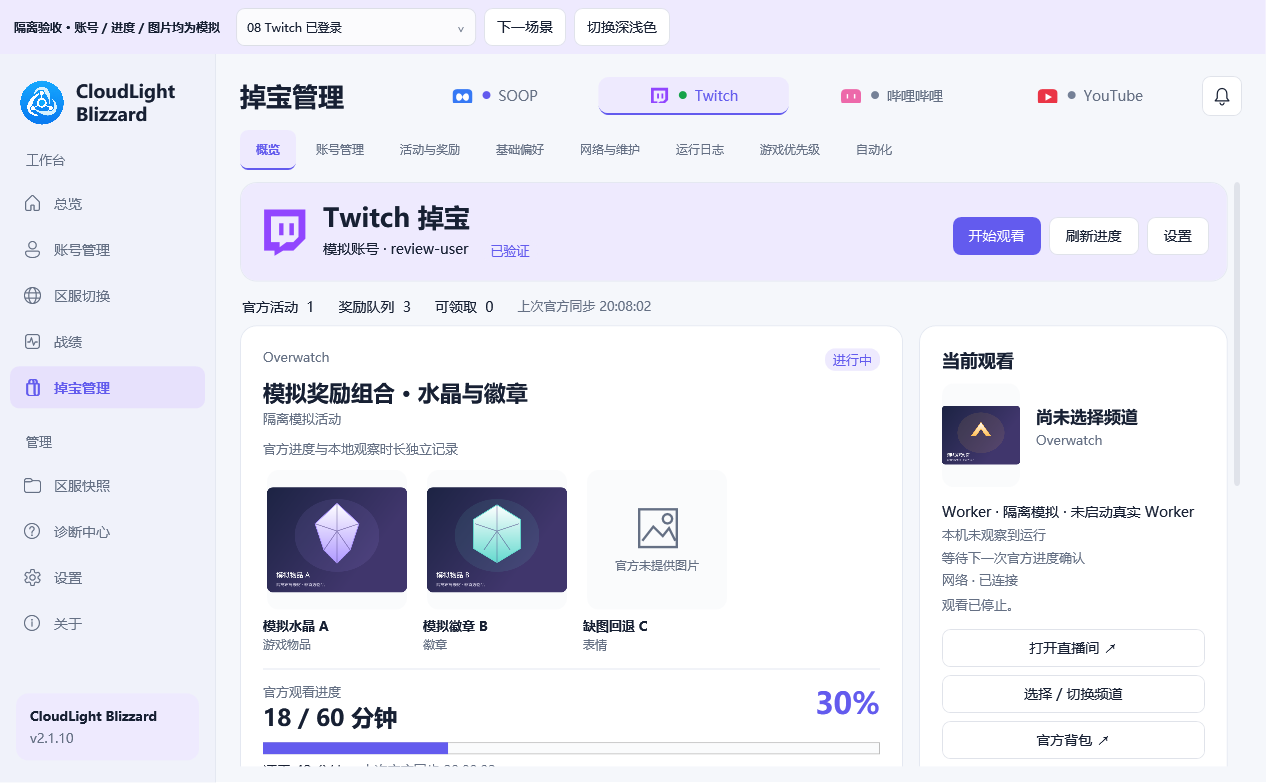 隔离验收 • 账号 / 进度 / 图片均为模拟
08 Twitch 已登录
下一场景
切换深浅色
CloudLight Blizzard
工作台
总览
账号管理
区服切换
战绩
掉宝管理
管理
区服快照
诊断中心
设置
关于
CloudLight Blizzard
v2.1.10
掉宝管理
SOOP
Twitch
哔哩哔哩
YouTube
概览
账号管理
活动与奖励
基础偏好
网络与维护
运行日志
游戏优先级
自动化
Twitch 掉宝
模拟账号 · review-user
已验证
开始观看
刷新进度
设置
官方活动 1
奖励队列 3
可领取 0
上次官方同步 20:08:02
Overwatch
进行中
模拟奖励组合 • 水晶与徽章
隔离模拟活动
官方进度与本地观察时长独立记录
模拟物品 A
模拟物品 B
官方未提供图片
模拟水晶 A
游戏物品
模拟徽章 B
徽章
缺图回退 C
表情
官方观看进度
18 / 60 分钟
30%
当前观看
尚未选择频道
Overwatch
Worker · 隔离模拟 · 未启动真实 Worker
本机未观察到运行
等待下一次官方进度确认
网络 · 已连接
观看已停止。
打开直播间 ↗
选择 / 切换频道
官方背包 ↗